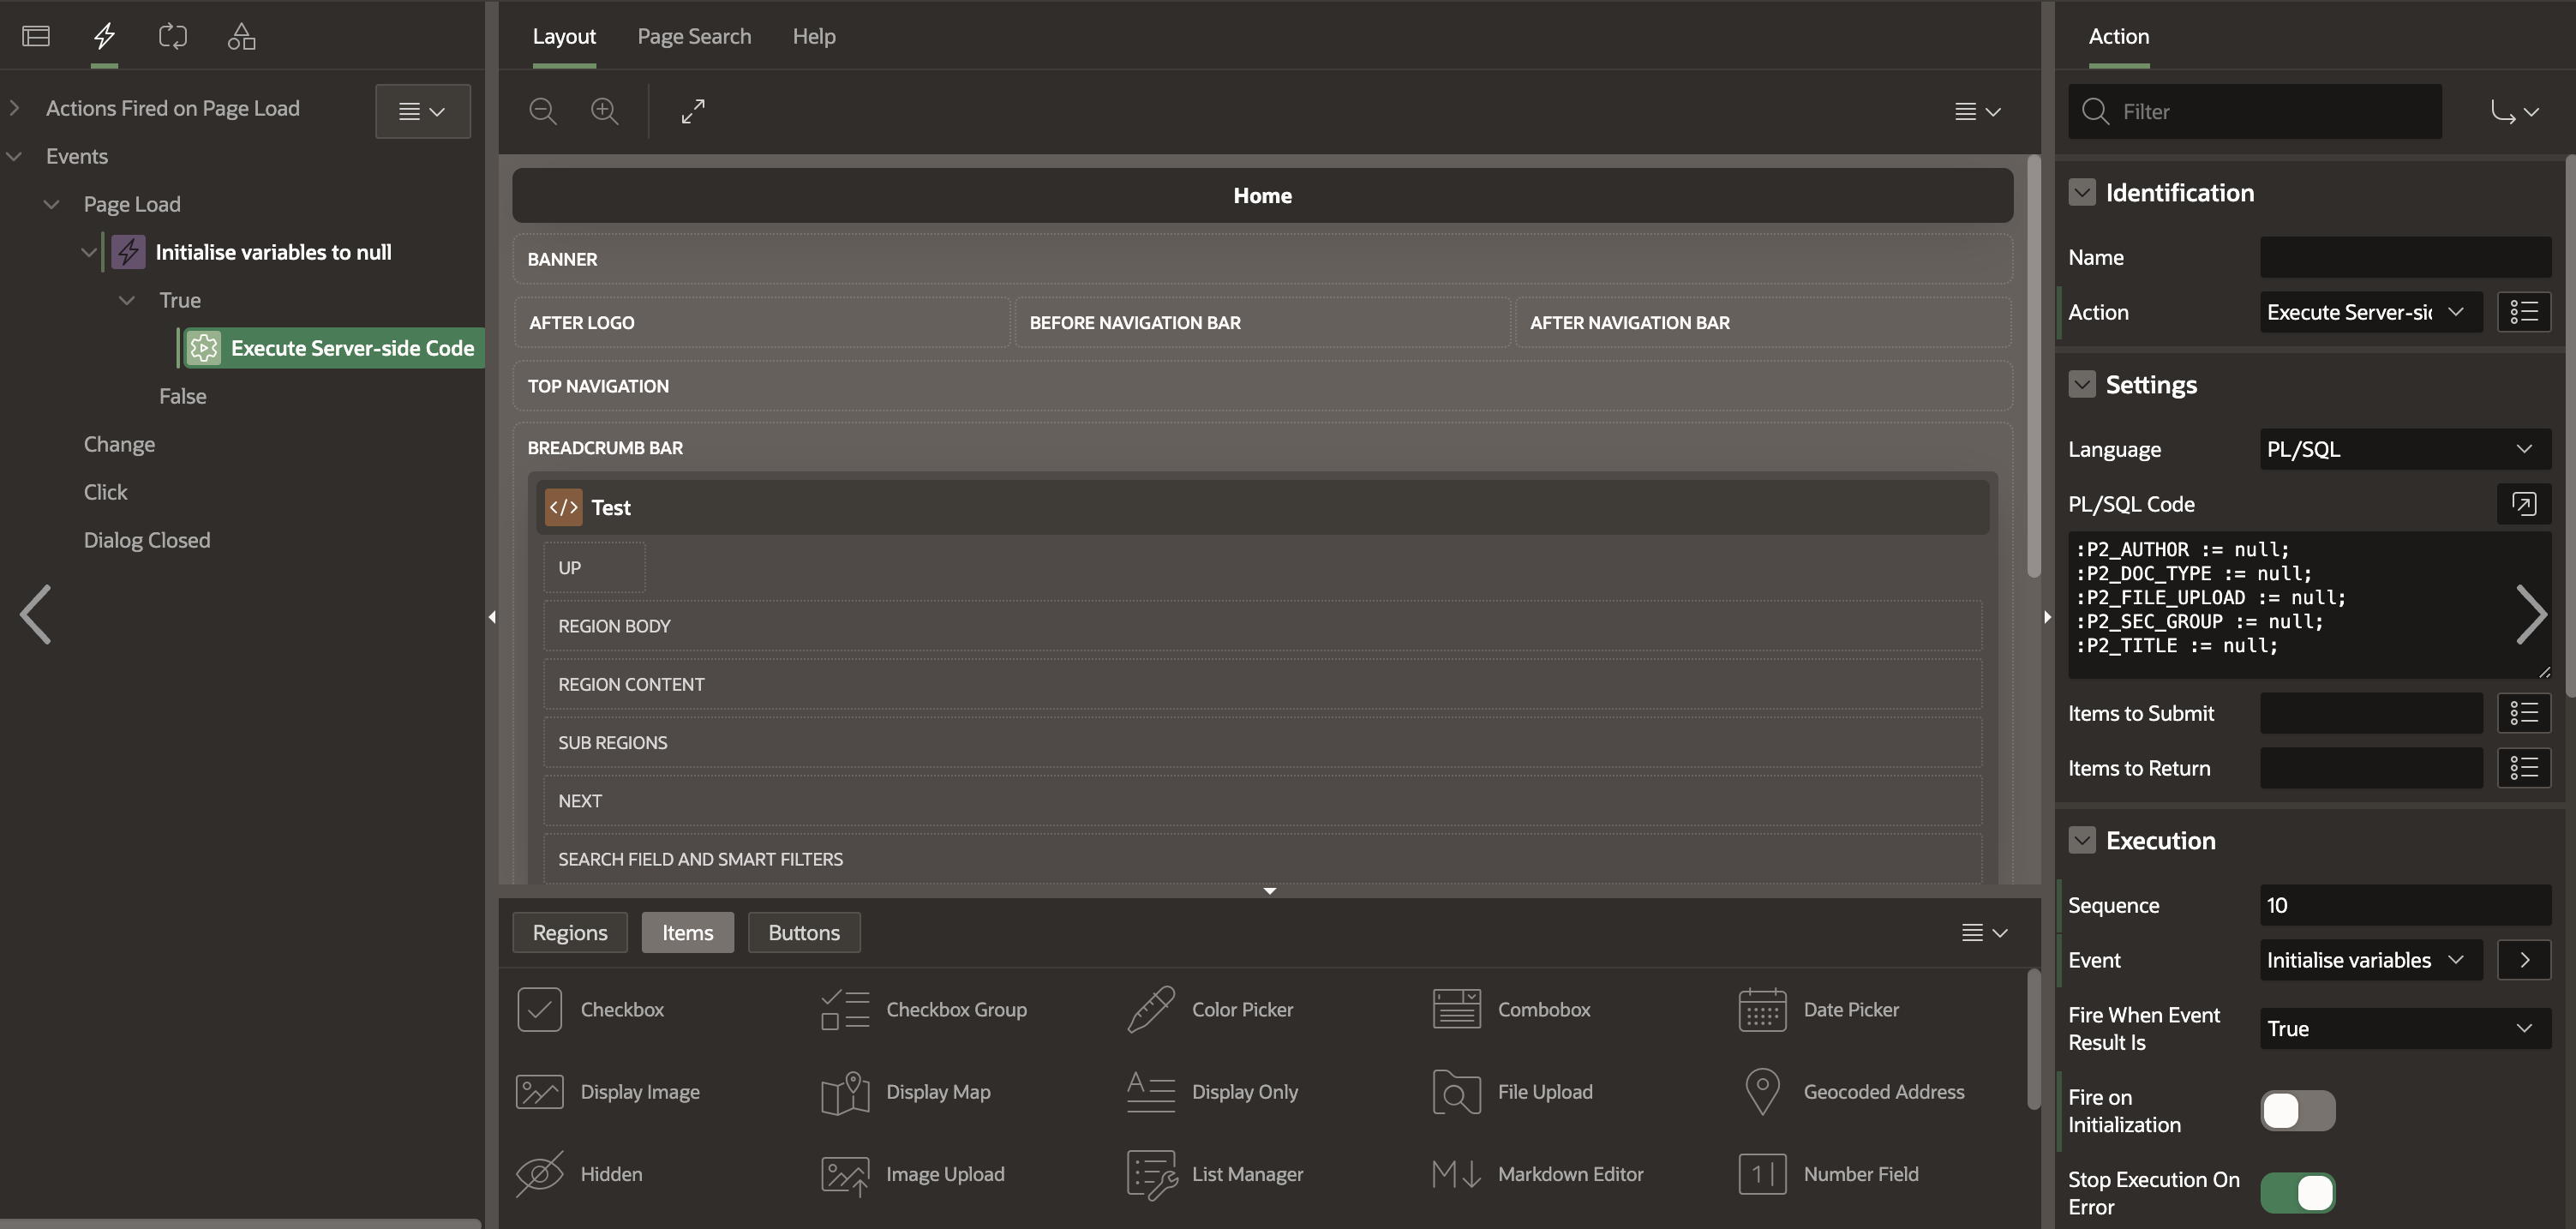 Layout
Page Search
Help
Action
Actions Fired on Page Load
Events
Page Load
Initialise variables to null
True
Execute Server-side Code
False
Change
Click
Dialog Closed
Home
BANNER
AFTER LOGO
BEFORE NAVIGATION BAR
AFTER NAVIGATION BAR
TOP NAVIGATION
BREADCRUMB BAR
</> Test
UP
REGION BODY
REGION CONTENT
SUB REGIONS
NEXT
SEARCH FIELD AND SMART FILTERS
Regions
Items
Buttons
Checkbox
Checkbox Group
Color Picker
Combobox
Date Picker
Display Image
Display Map
Display Only
File Upload
Geocoded Address
Hidden
Image Upload
List Manager
Markdown Editor
Number Field
Filter
Identification
Name
Action
Execute Server-si
Settings
Language
PL/SQL
PL/SQL Code
:P2_AUTHOR := null;
:P2_DOC_TYPE := null;
:P2_FILE_UPLOAD := null;
:P2_SEC_GROUP := null;
:P2_TITLE := null;
Items to Submit
Items to Return
Execution
Sequence
10
Event
Initialise variables
Fire When Event
Result Is
True
Fire on
Initialization
Stop Execution On
Error